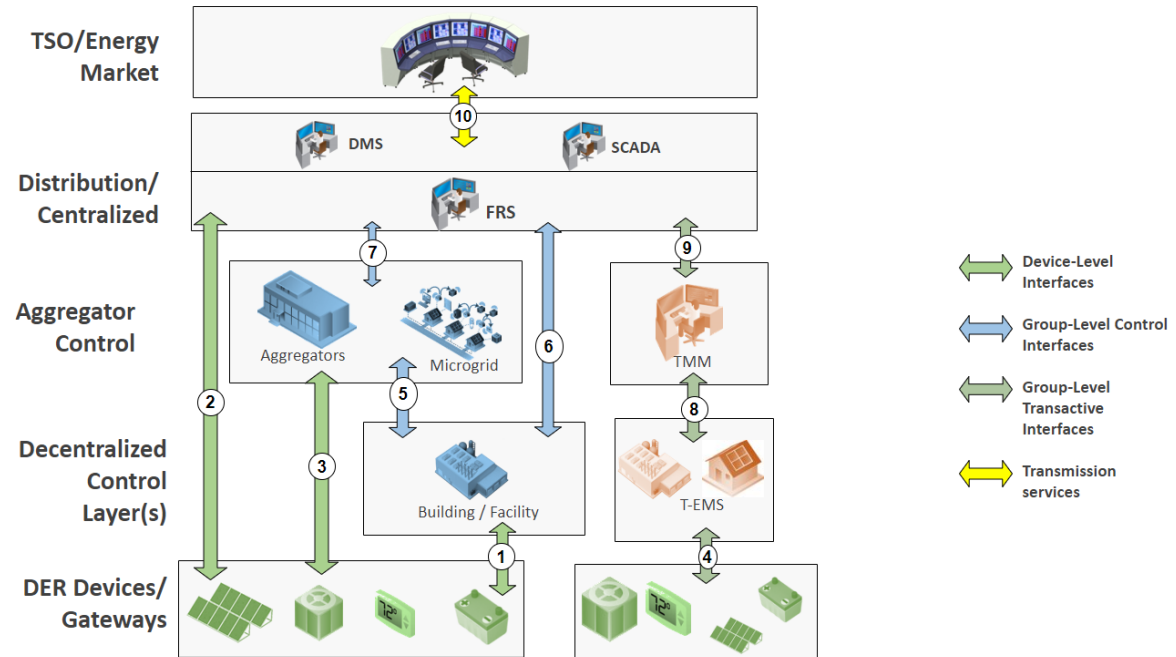 TSO/Energy
Market
10
DMS
SCADA
Distribution/
Centralized
FRS
7
9
Device-Level
Interfaces
Aggregator
Control
Aggregators
Microgrid
TMM
Group-Level Control
Interfaces
6
2
5
8
Group-Level
Transactive
Interfaces
Decentralized
Control
Layer(s)
3
Building / Facility
T-EMS
Transmission
services
1
4
DER Devices/
Gateways
72°
72°